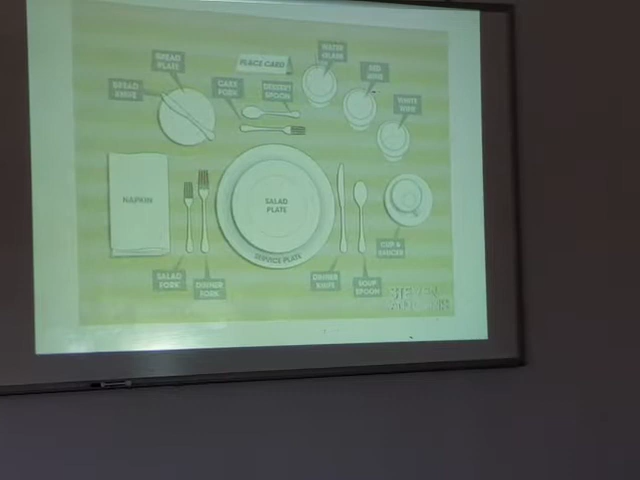 WATER
GLASS
BREAD
PLATE
PLACE CARD
RED
WINE
BREAD
KNIFE
CAKE
FORK
DESSERT
SPOON
WHITE
WINE
NAPKIN
SALAD
PLATE
SERVICE PLATE
CUP &
SAUCER
SALAD
FORK
DINNER
FORK
DINNER
KNIFE
SOUP
SPOON